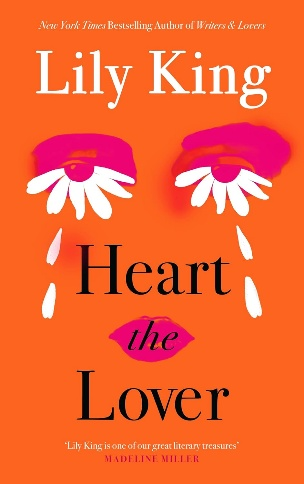 New York Times Bestselling Author of Writers & Lovers
Lily King
Heart
the
Lover
‘Lily King is one of our great literary treasures’
MADELINE MILLER